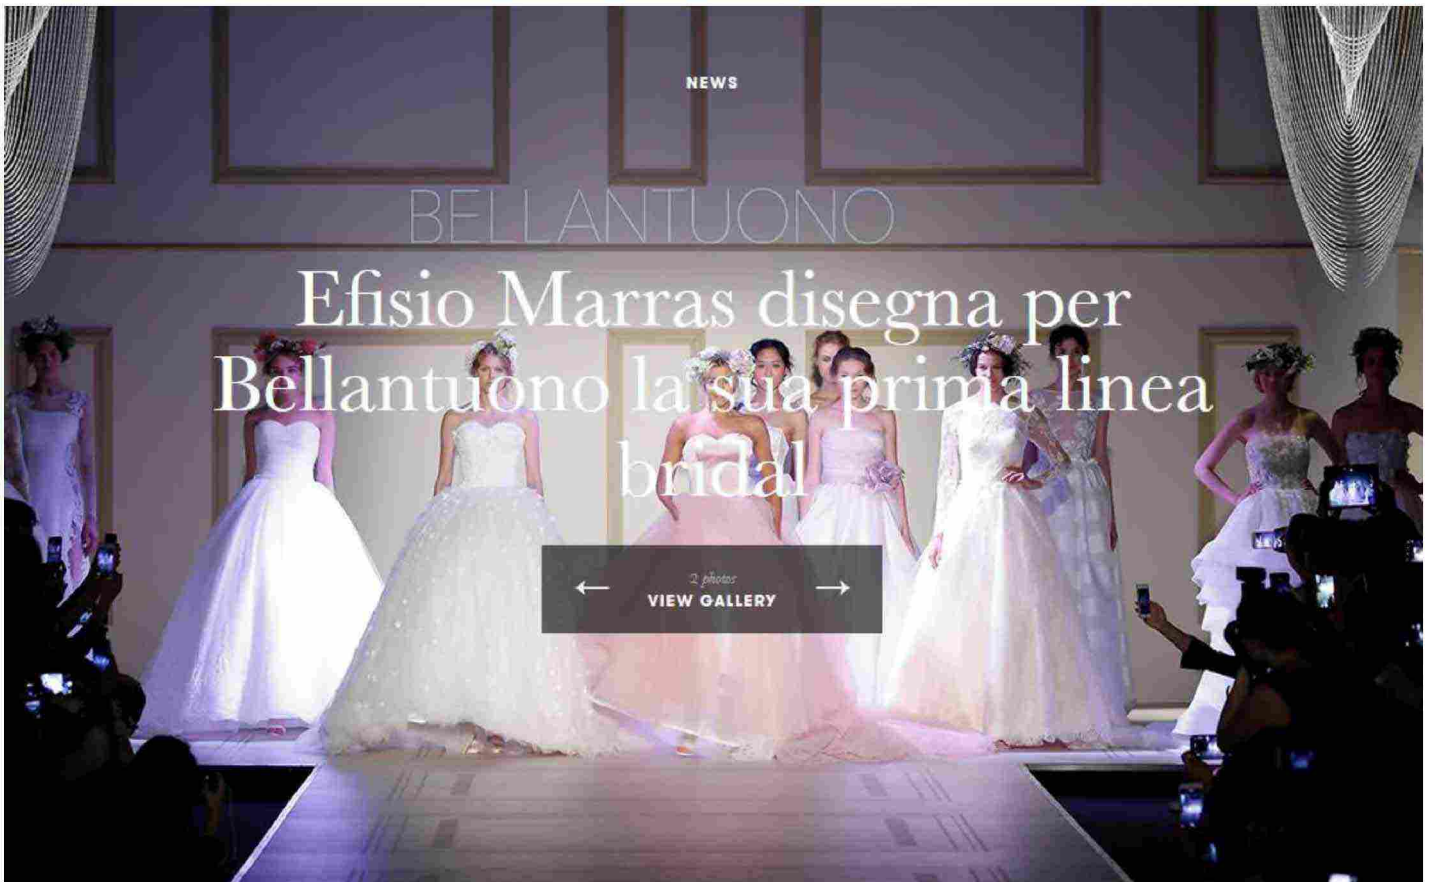 NEWS
BELLANTUONO
Efisio Marras disegna per
Bellantuono la sua prima linea
bridal
2 photos
VIEW GALLERY